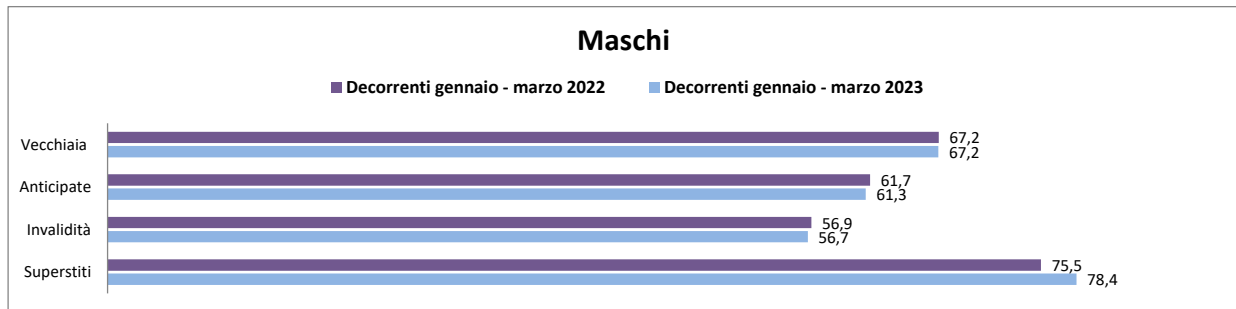 Maschi
Decorrenti gennaio - marzo 2022 Decorrenti gennaio - marzo 2023
Vecchiaia 67,2
67,2
Anticipate 61,7
61,3
Invalidità 56,9
56,7
Superstiti 75,5
78,4